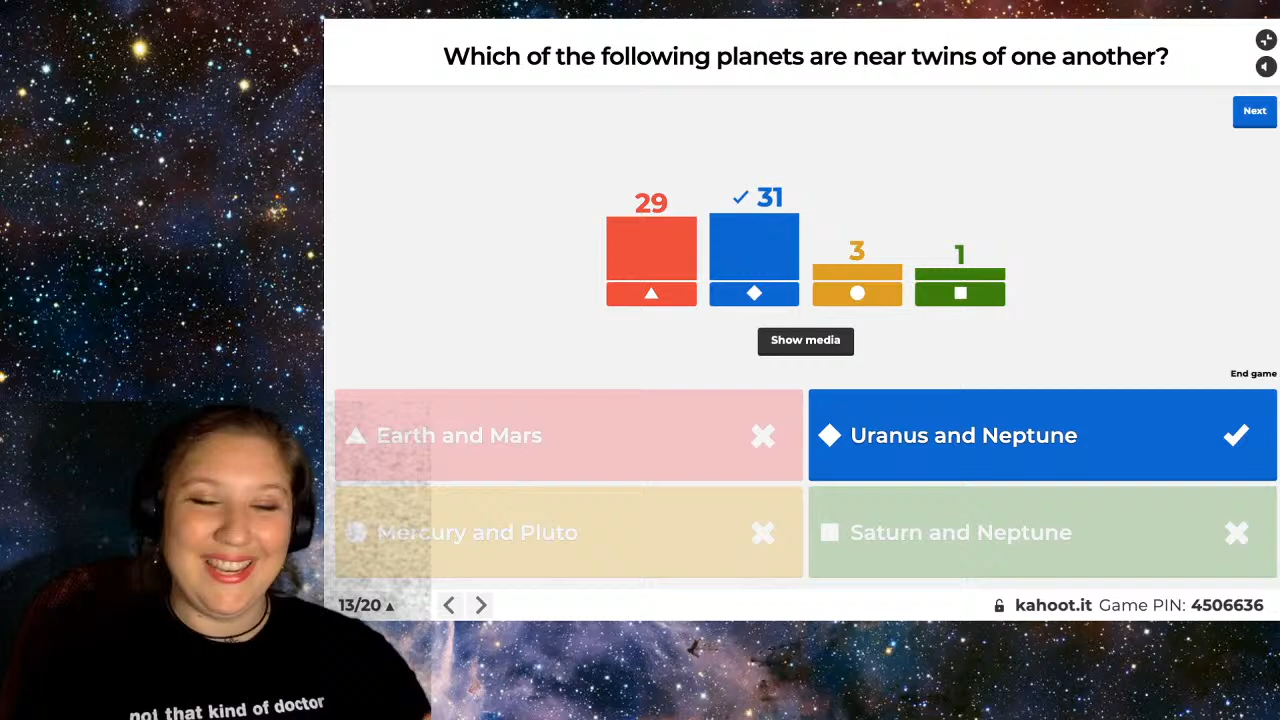 Which of the following planets are near twins of one another?
Next
29
31
3
1
Show media
End game
Earth and Mars
Uranus and Neptune
Mercury and Pluto
Saturn and Neptune
13/20
kahoot.it Game PIN: 4506636
not that kind of doctor